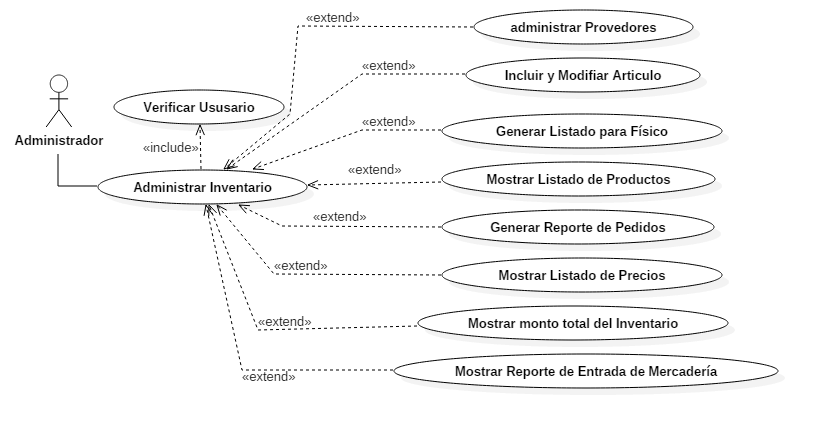 «extend»
administrar Provedores
«extend»
Incluir y Modifiar Articulo
Verificar Ususario
«extend»
Generar Listado para Físico
Administrador
«include»
«extend»
Mostrar Listado de Productos
Administrar Inventario
«extend»
Generar Reporte de Pedidos
«extend»
Mostrar Listado de Precios
«extend»
Mostrar monto total del Inventario
«extend»
Mostrar Reporte de Entrada de Mercadería